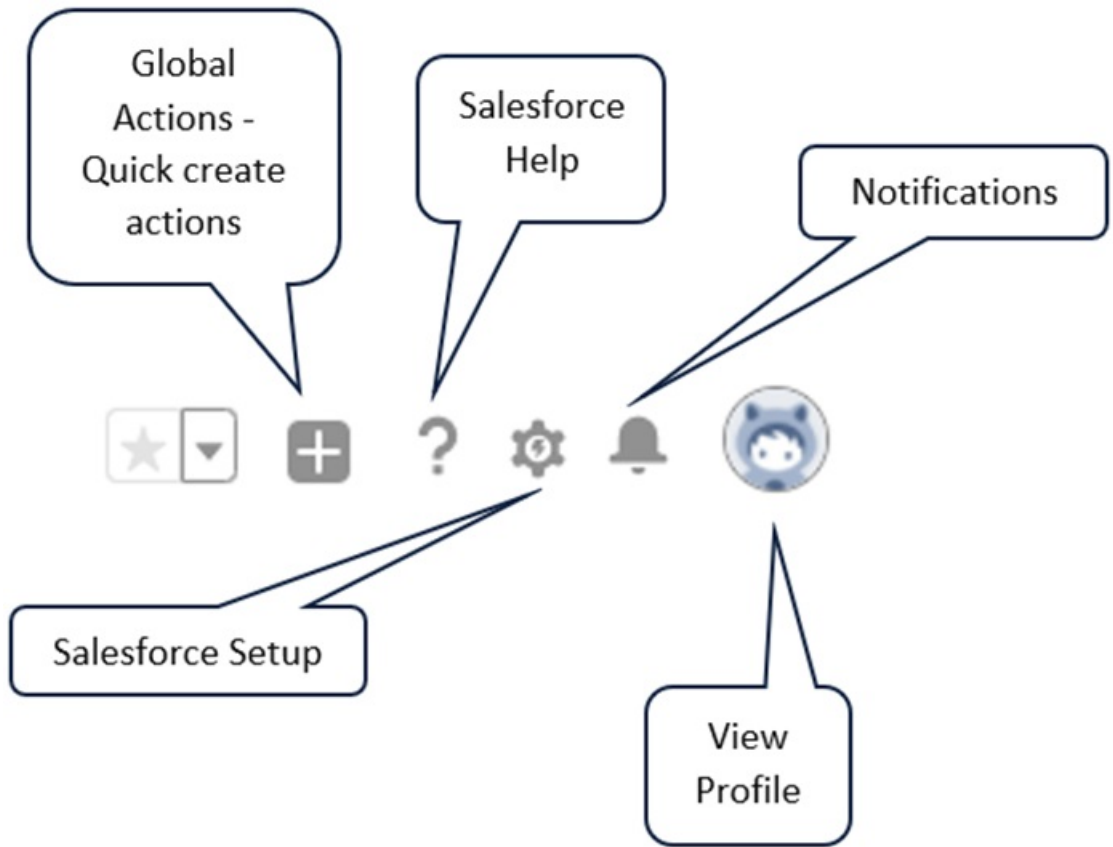 Global
Actions -
Quick create
actions
Salesforce
Help
Notifications
Salesforce Setup
View
Profile